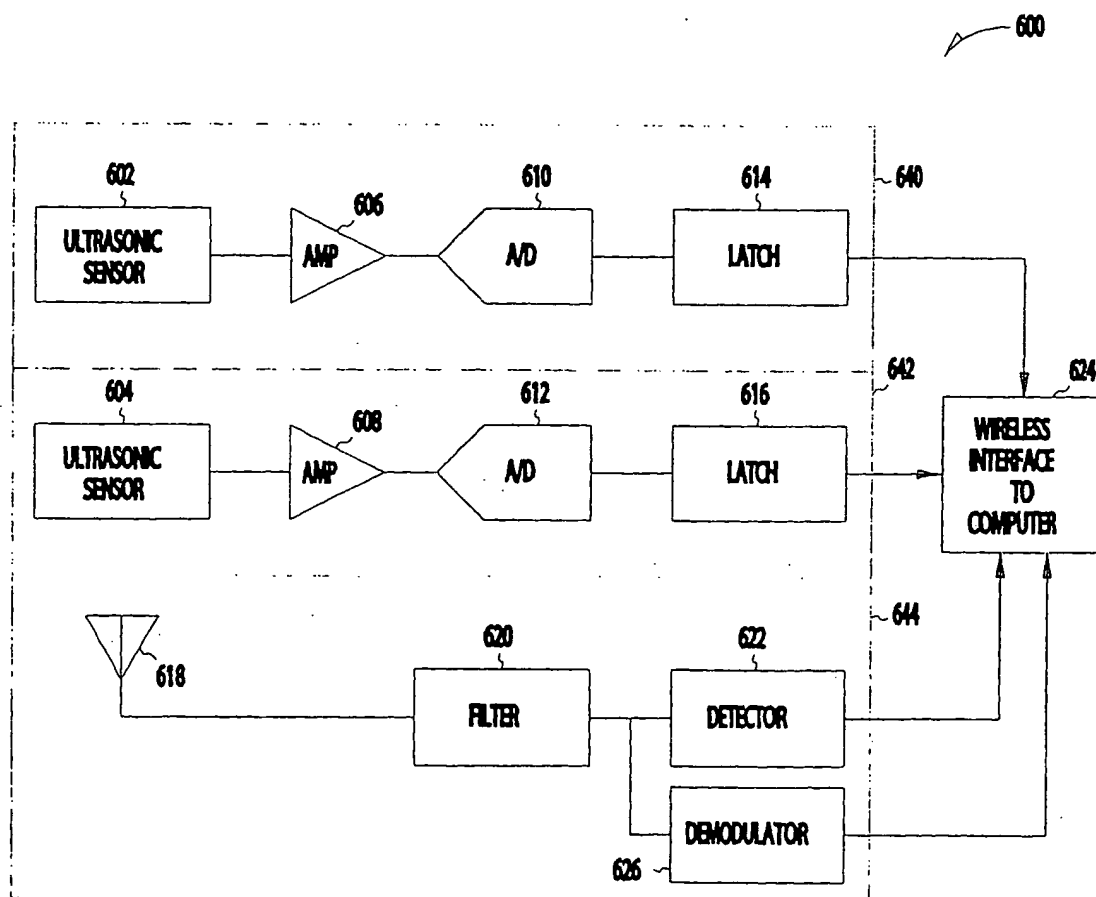 600
602
ULTRASONIC
SENSOR
606
AMP
610
A/D
614
LATCH
640
604
ULTRASONIC
SENSOR
608
AMP
612
A/D
616
LATCH
642
624
WIRELESS
INTERFACE
TO
COMPUTER
618
620
FILTER
622
DETECTOR
644
DEMODULATOR
626